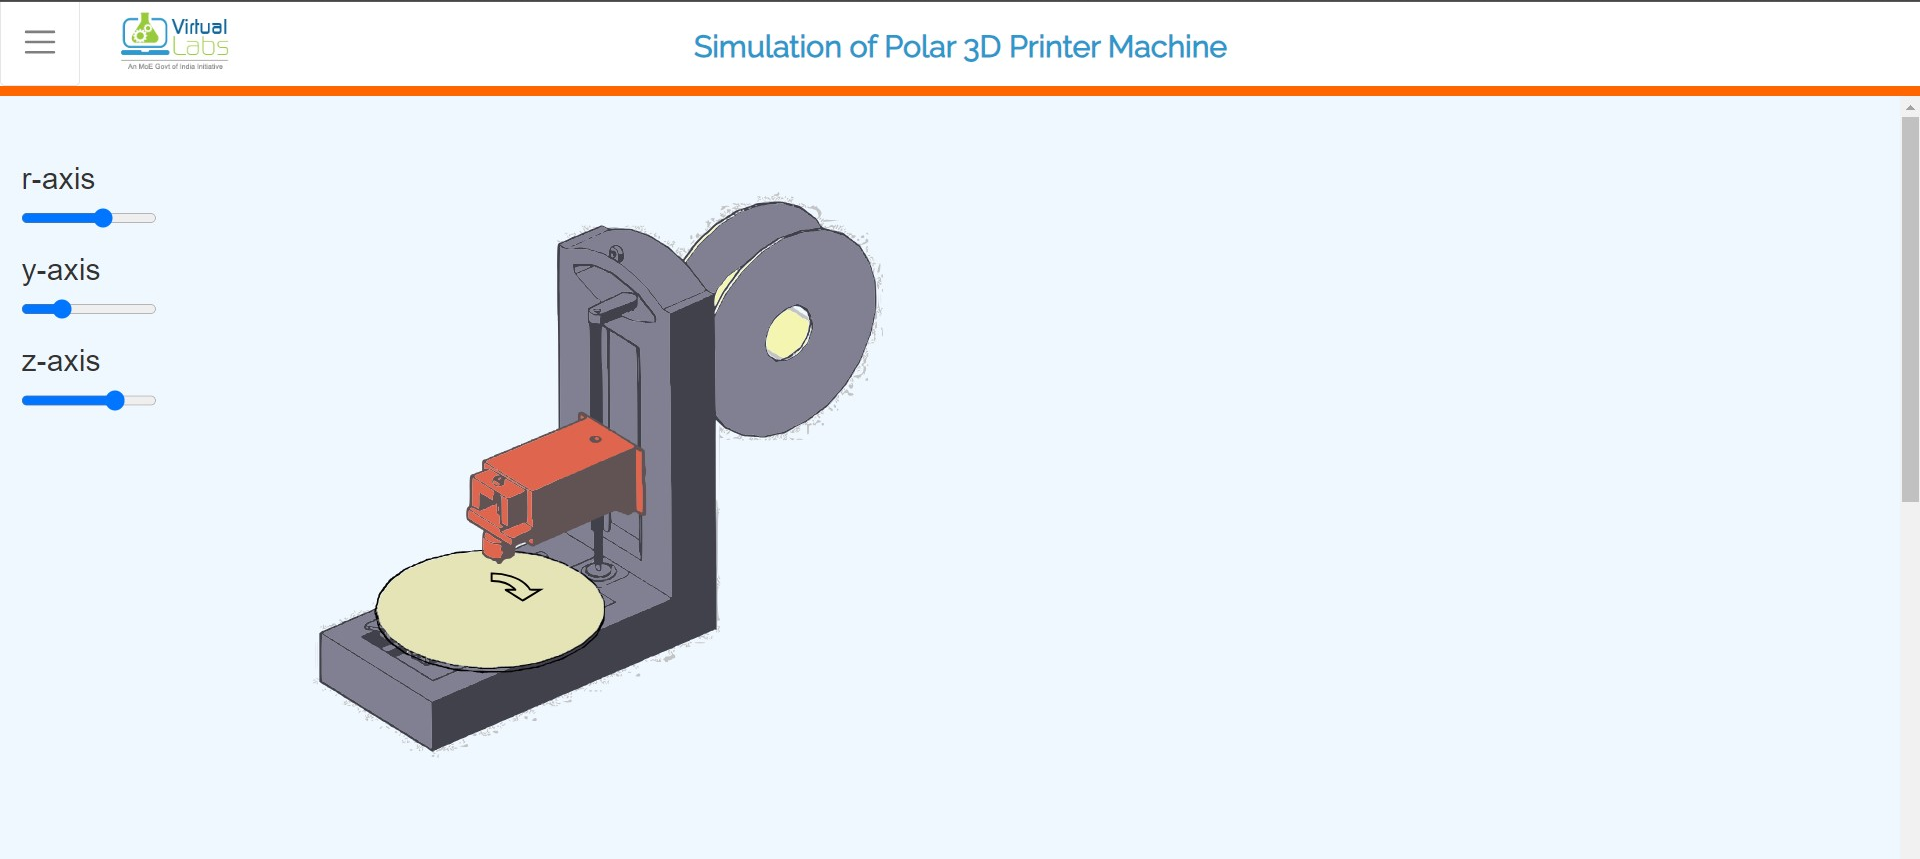 Virtual
Labs
An MoE Govt of India Initiative
Simulation of Polar 3D Printer Machine
r-axis
y-axis
z-axis